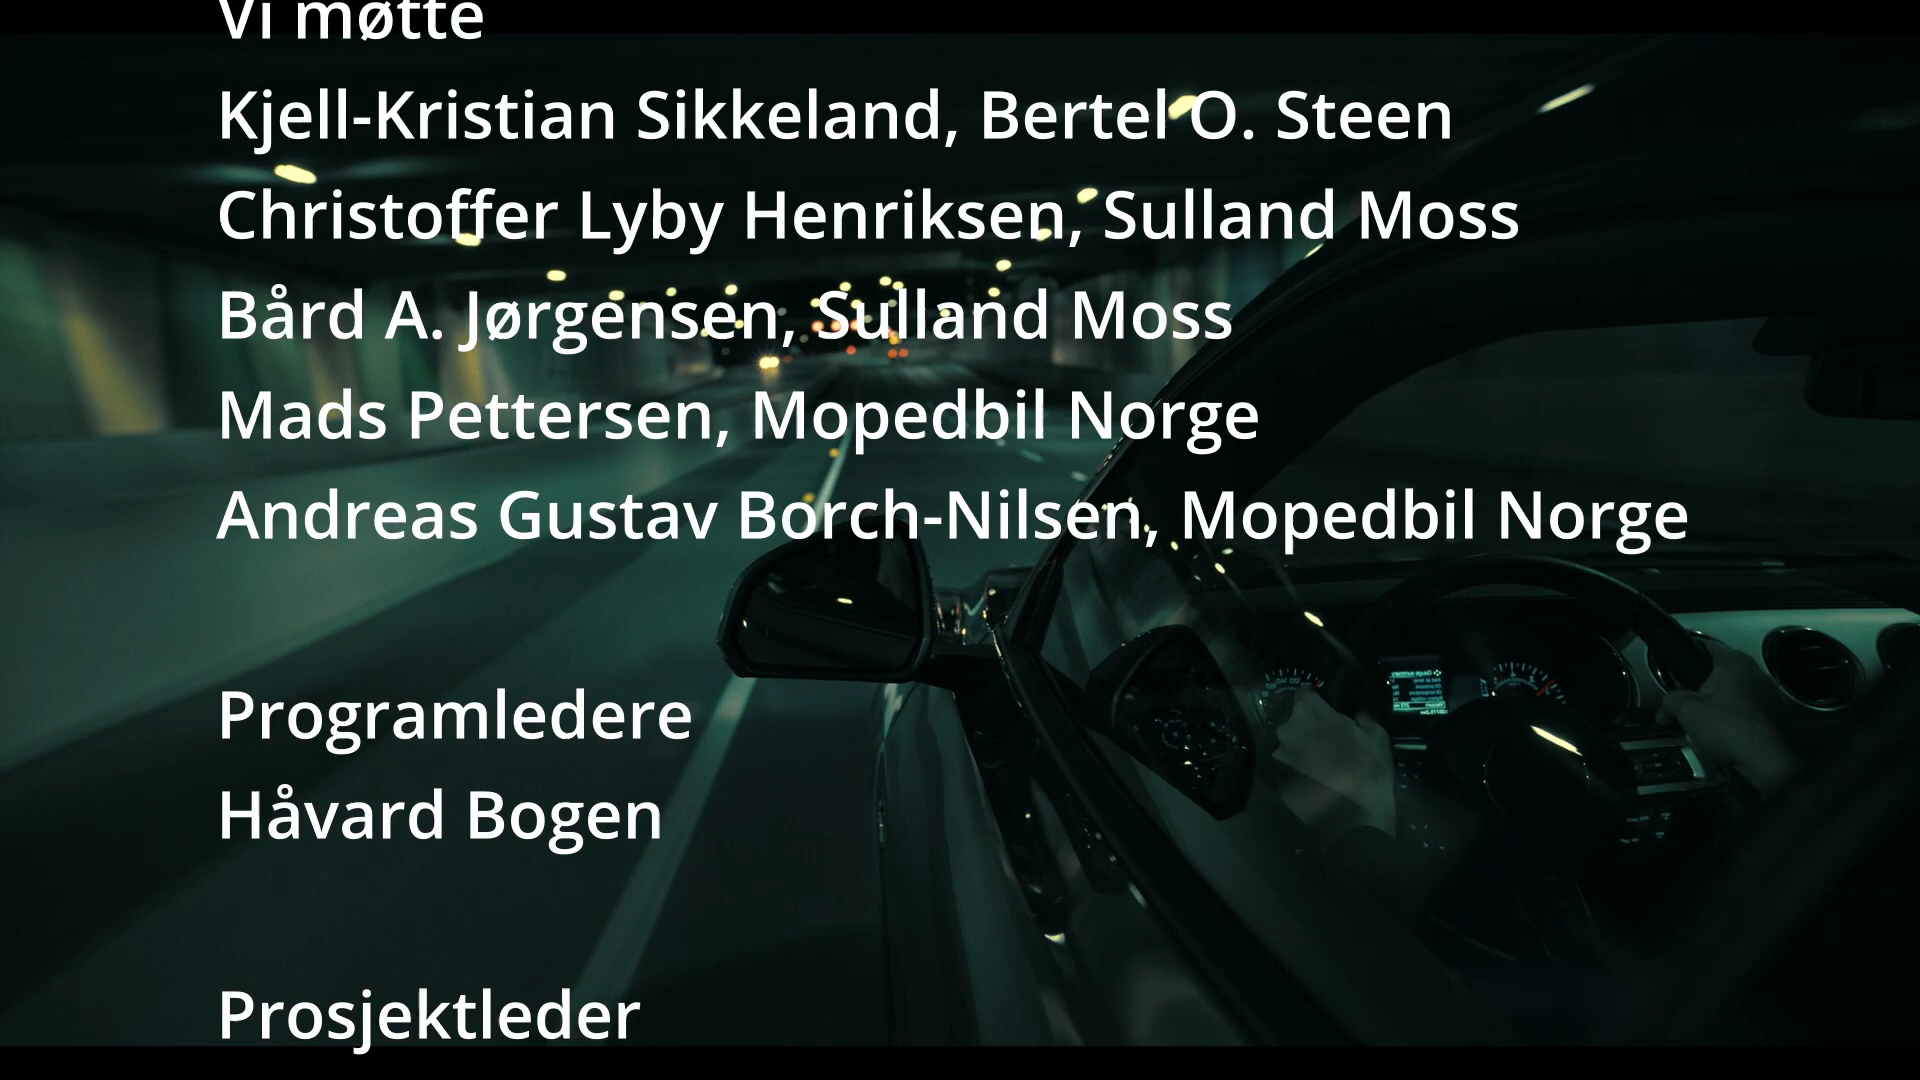 Vi møtte
Kjell-Kristian Sikkeland, Bertel O. Steen
Christoffer Lyby Henriksen, Sulland Moss
Bård A. Jørgensen, Sulland Moss
Mads Pettersen, Mopedbil Norge
Andreas Gustav Borch-Nilsen, Mopedbil Norge
Programledere
Håvard Bogen
Prosjektleder